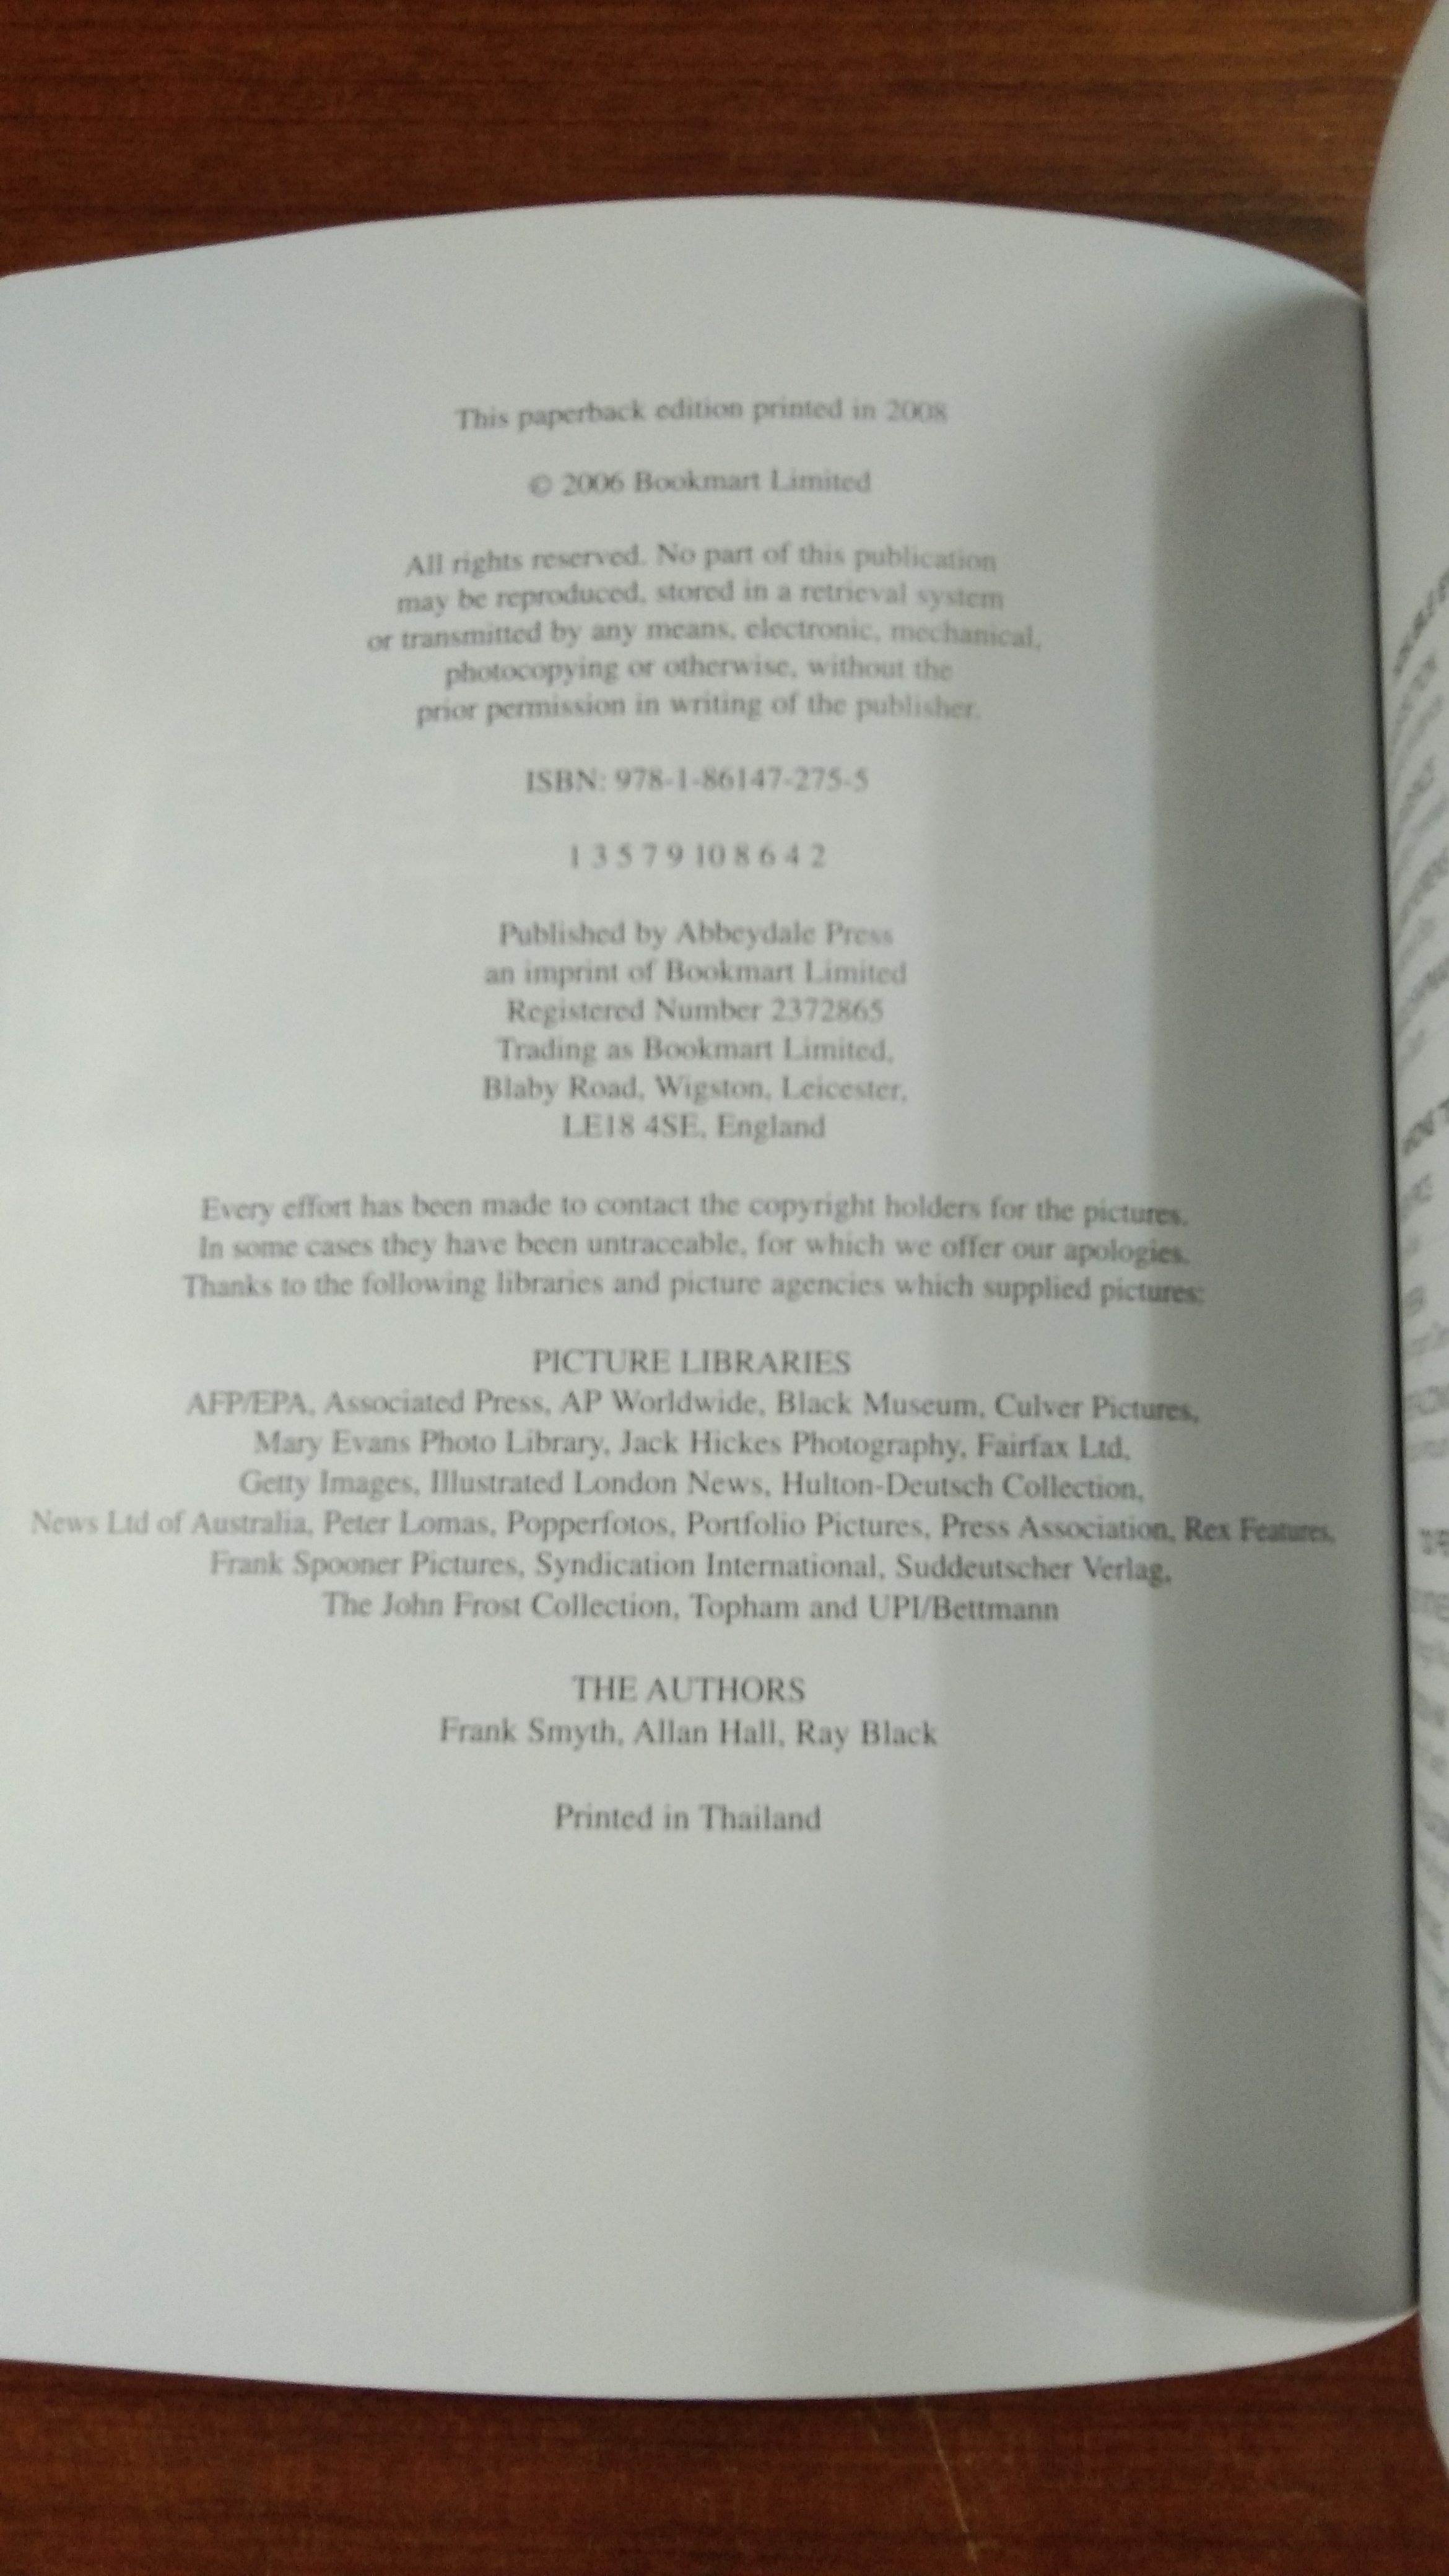 This paperback edition printed in 2008
© 2006 Bookmart Limited
All rights reserved. No part of this publication
may be reproduced, stored in a retrieval system
or transmitted by any means, electronic, mechanical,
photocopying or otherwise, without the
prior permission in writing of the publisher.
ISBN: 978-1-86147-275-5
1 3 5 7 9 10 8 6 4 2
Published by Abbeydale Press
an imprint of Bookmart Limited
Registered Number 2372865
Trading as Bookmart Limited,
Blaby Road, Wigston, Leicester,
LE18 4SE, England
Every effort has been made to contact the copyright holders for the pictures.
In some cases they have been untraceable, for which we offer our apologies.
Thanks to the following libraries and picture agencies which supplied pictures:
PICTURE LIBRARIES
AFP/EPA, Associated Press, AP Worldwide, Black Museum, Culver Pictures,
Mary Evans Photo Library, Jack Hickes Photography, Fairfax Ltd,
Getty Images, Illustrated London News, Hulton-Deutsch Collection,
News Ltd of Australia, Peter Lomas, Popperfotos, Portfolio Pictures, Press Association, Rex Features,
Frank Spooner Pictures, Syndication International, Suddeutscher Verlag,
The John Frost Collection, Topham and UPI/Bettmann
THE AUTHORS
Frank Smyth, Allan Hall, Ray Black
Printed in Thailand